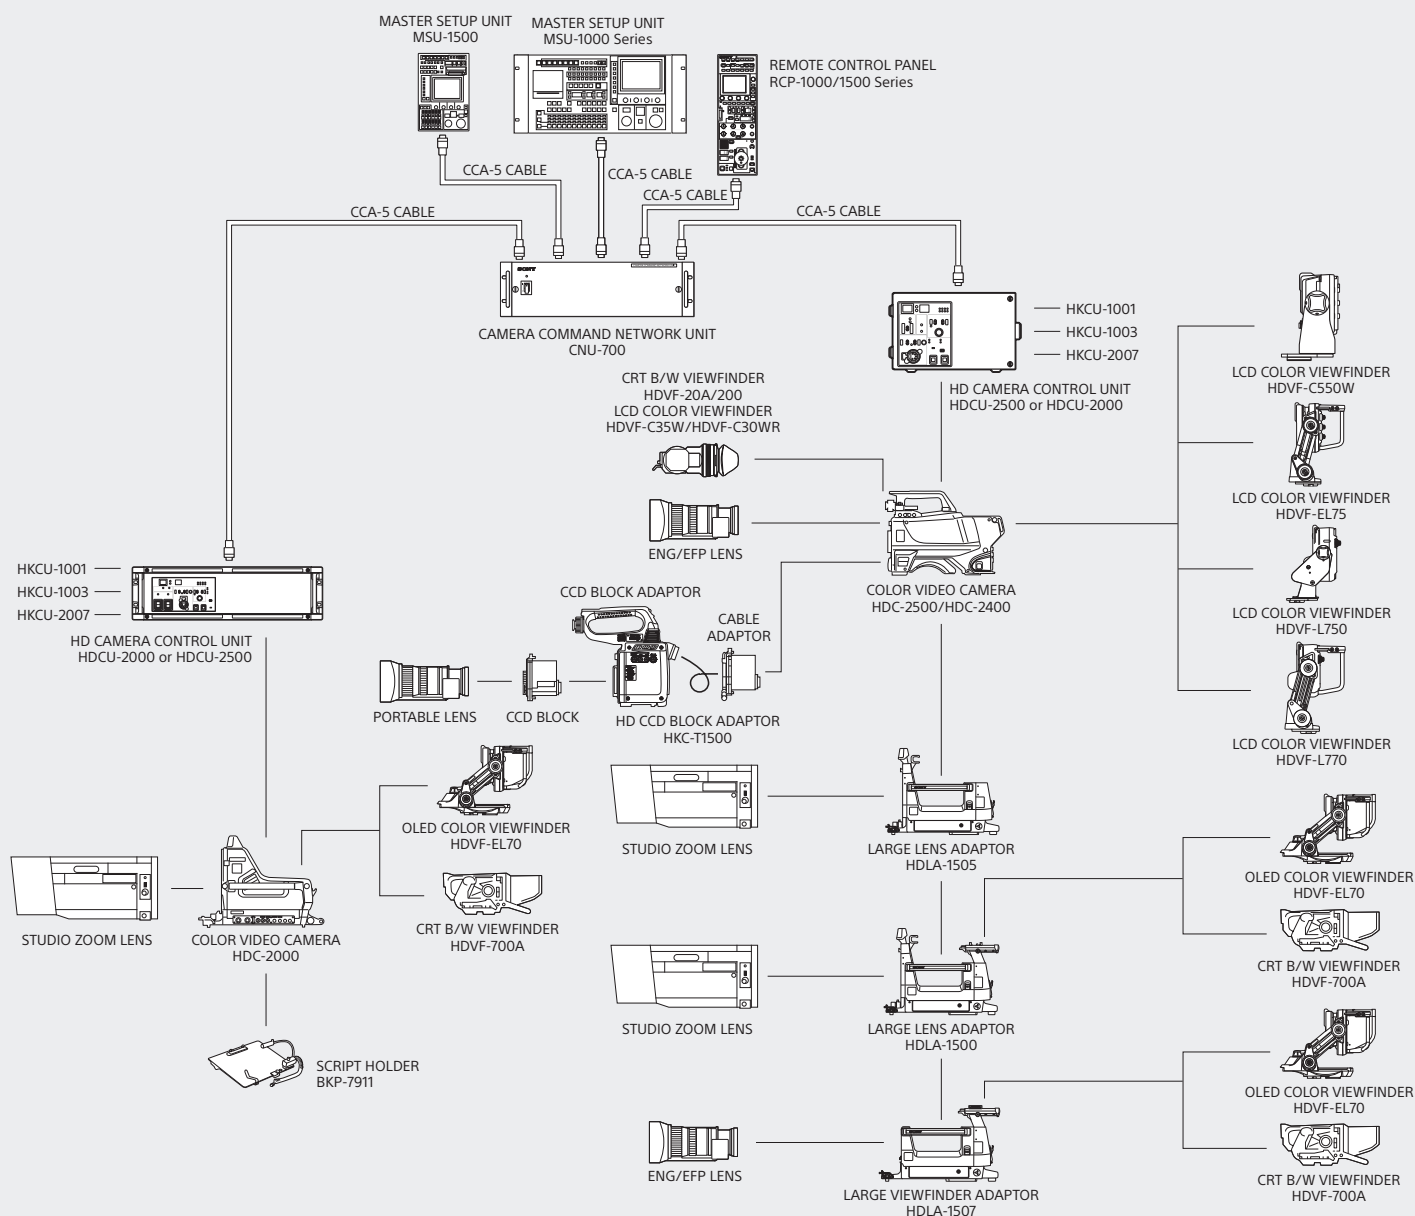 MASTER SETUP UNIT
MSU-1500
MASTER SETUP UNIT
MSU-1000 Series
REMOTE CONTROL PANEL
RCP-1000/1500 Series
CCA-5 CABLE
CCA-5 CABLE
CCA-5 CABLE
CCA-5 CABLE
CCA-5 CABLE
SONY
CAMERA COMMAND NETWORK UNIT
CNU-700
HKCU-1001
HKCU-1003
HKCU-2007
HD CAMERA CONTROL UNIT
HDCU-2500 or HDCU-2000
LCD COLOR VIEWFINDER
HDVF-C550W
CRT B/W VIEWFINDER
HDVF-20A/200
LCD COLOR VIEWFINDER
HDVF-C35W/HDVF-C30WR
LCD COLOR VIEWFINDER
HDVF-EL75
ENG/EFP LENS
COLOR VIDEO CAMERA
HDC-2500/HDC-2400
LCD COLOR VIEWFINDER
HDVF-L750
HKCU-1001
HKCU-1003
HKCU-2007
HD CAMERA CONTROL UNIT
HDCU-2000 or HDCU-2500
CCD BLOCK ADAPTOR
CABLE
ADAPTOR
PORTABLE LENS
CCD BLOCK
HD CCD BLOCK ADAPTOR
HKC-T1500
LCD COLOR VIEWFINDER
HDVF-L770
OLED COLOR VIEWFINDER
HDVF-EL70
STUDIO ZOOM LENS
LARGE LENS ADAPTOR
HDLA-1505
OLED COLOR VIEWFINDER
HDVF-EL70
STUDIO ZOOM LENS
COLOR VIDEO CAMERA
HDC-2000
CRT B/W VIEWFINDER
HDVF-700A
CRT B/W VIEWFINDER
HDVF-700A
STUDIO ZOOM LENS
LARGE LENS ADAPTOR
HDLA-1500
SCRIPT HOLDER
BKP-7911
OLED COLOR VIEWFINDER
HDVF-EL70
ENG/EFP LENS
LARGE VIEWFINDER ADAPTOR
HDLA-1507
CRT B/W VIEWFINDER
HDVF-700A